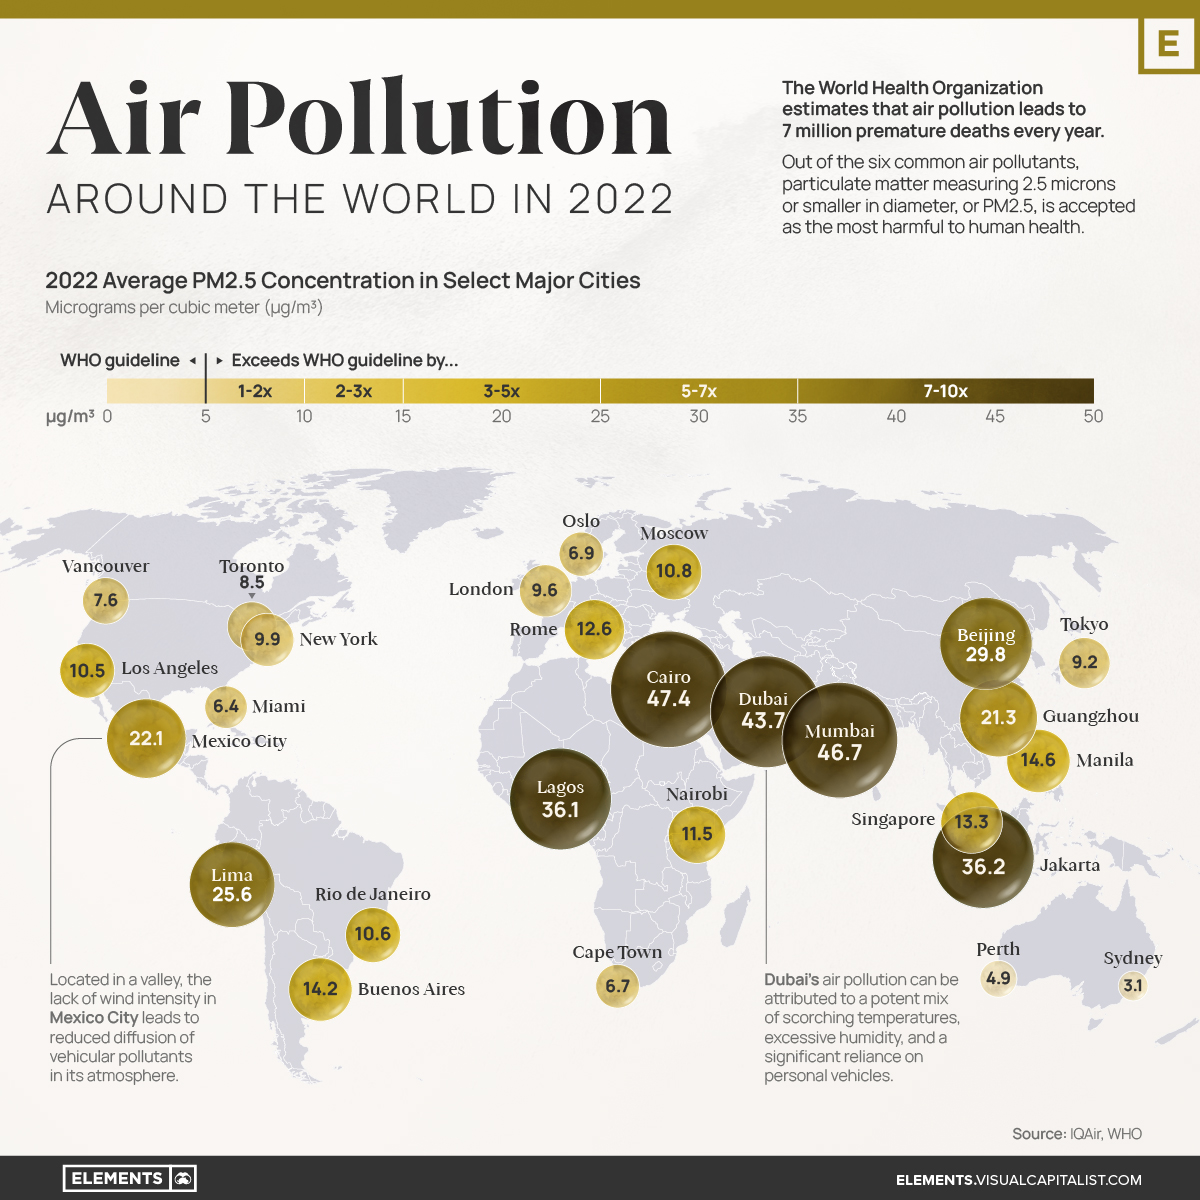 E
Air Pollution
AROUND THE WORLD IN 2022
The World Health Organization
estimates that air pollution leads to
7 million premature deaths every year.
Out of the six common air pollutants,
particulate matter measuring 2.5 microns
or smaller in diameter, or PM2.5, is accepted
as the most harmful to human health.
2022 Average PM2.5 Concentration in Select Major Cities
Micrograms per cubic meter (µg/m³)
WHO guideline ◂ ▸ Exceeds WHO guideline by...
1-2x 2-3x 3-5x 5-7x 7-10x
µg/m³ 0 5 10 15 20 25 30 35 40 45 50
Oslo
6.9
Moscow
10.8
Vancouver
7.6
Toronto
8.5
London 9.6
Rome 12.6
9.9 New York
10.5 Los Angeles
6.4 Miami
22.1 Mexico City
Cairo
47.4
Dubai
43.7
Mumbai
46.7
Beijing
29.8
Tokyo
9.2
21.3 Guangzhou
14.6 Manila
Lagos
36.1
Nairobi
11.5
Singapore 13.3
36.2 Jakarta
Lima
25.6
Rio de Janeiro
10.6
14.2 Buenos Aires
Cape Town
6.7
Perth
4.9
Sydney
3.1
Located in a valley, the
lack of wind intensity in
Mexico City leads to
reduced diffusion of
vehicular pollutants
in its atmosphere.
Dubai's air pollution can be
attributed to a potent mix
of scorching temperatures,
excessive humidity, and a
significant reliance on
personal vehicles.
Source: IQAir, WHO
ELEMENTS
ELEMENTS.VISUALCAPITALIST.COM